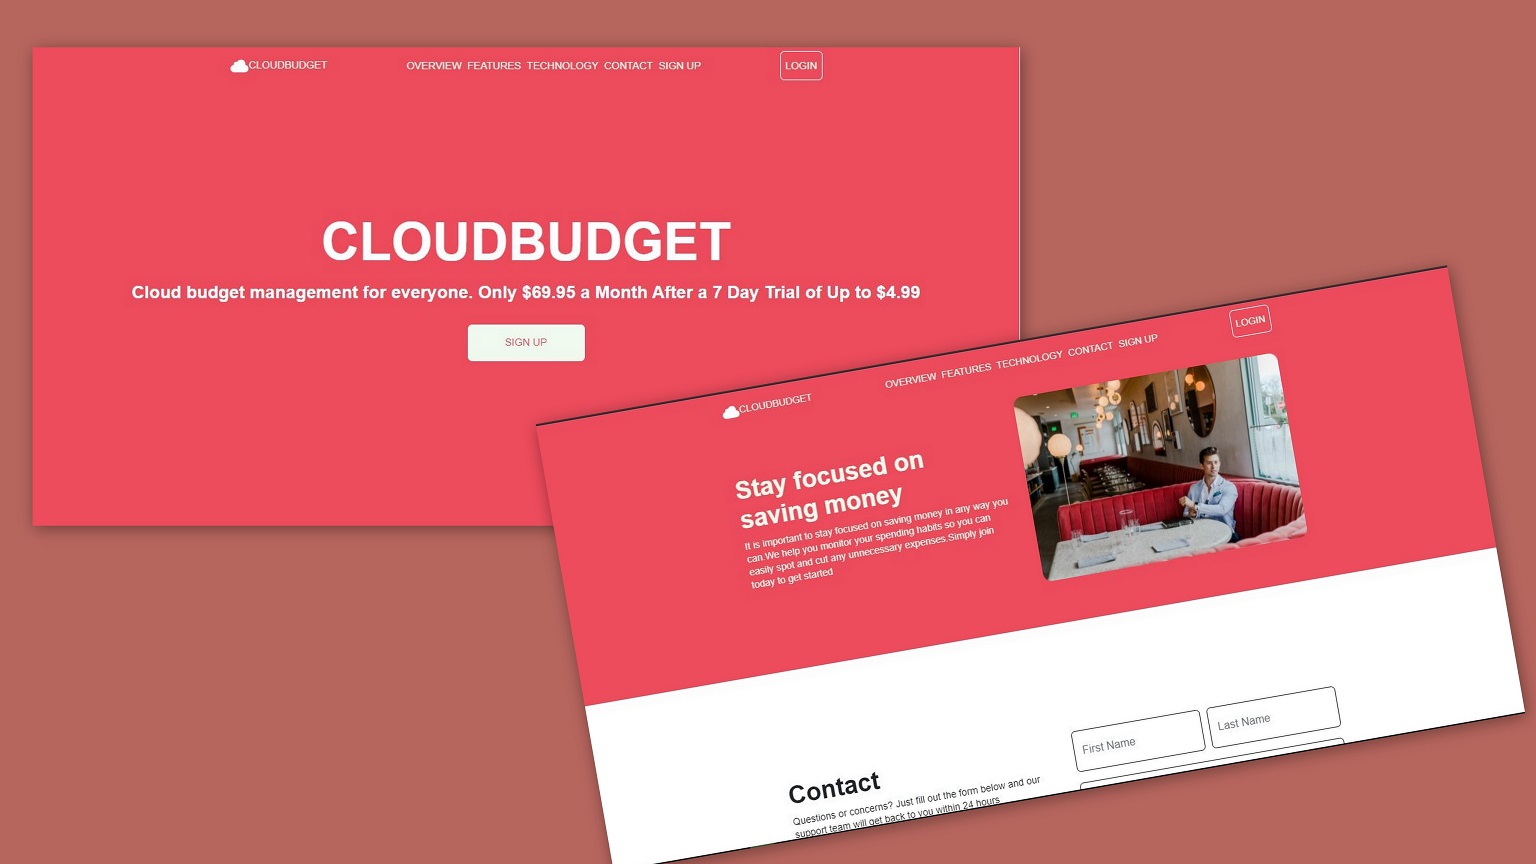 CLOUDBUDGET
OVERVIEW FEATURES TECHNOLOGY CONTACT SIGN UP
LOGIN
CLOUDBUDGET
Cloud budget management for everyone. Only $69.95 a Month After a 7 Day Trial of Up to $4.99
SIGN UP
CLOUDBUDGET
OVERVIEW FEATURES TECHNOLOGY CONTACT SIGN UP
LOGIN
Stay focused on
saving money
It is important to stay focused on saving money in any way you
can.We help you monitor your spending habits so you can
easily spot and cut any unnecessary expenses.Simply join
today to get started
First Name
Last Name
Contact
Questions or concerns? Just fill out the form below and our
support team will get back to you within 24 hours